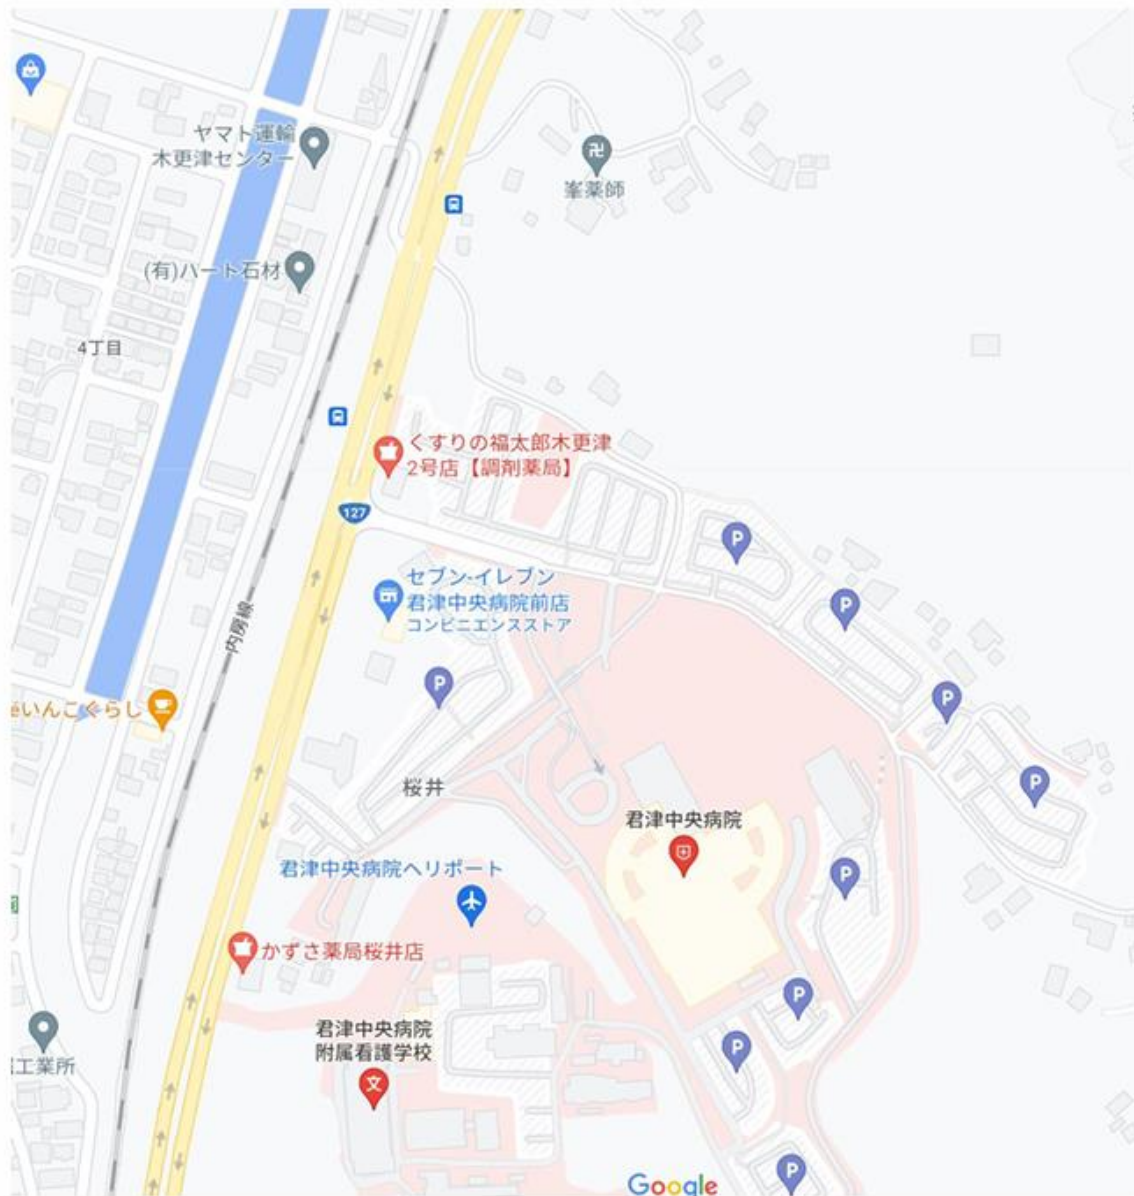 ヤマト運輸
木更津センター
峯薬師
(有)ハート石材
4丁目
くすりの福太郎木更津
2号店【調剤薬局】
127
セブン-イレブン
君津中央病院前店
コンビニエンスストア
内房線
P
P
P
P
いんこぐらし
P
桜井
君津中央病院
P
君津中央病院ヘリポート
かずさ薬局桜井店
P
君津中央病院
附属看護学校
P
工業所
文
P
Google